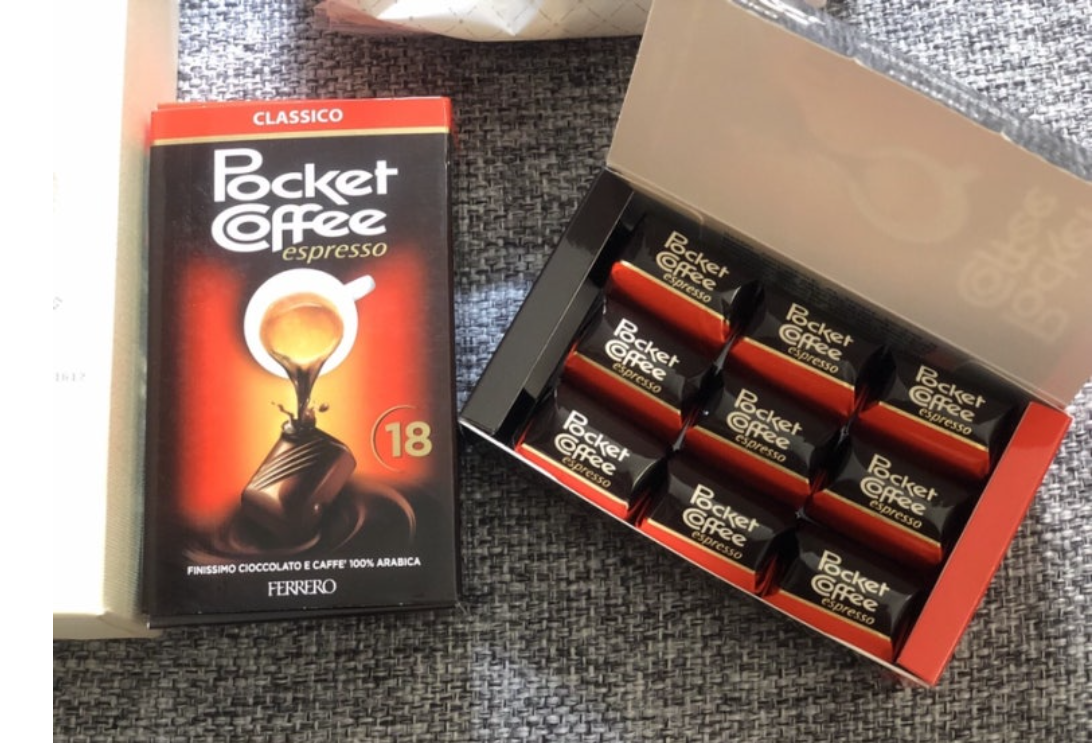 CLASSICO
Pocket
Coffee
espresso
18
FINISSIMO CIOCCOLATO E CAFFE' 100% ARABICA
FERRERO
Pocket
Coffee
espresso
Pocket
Coffee
espresso
Pocket
Coffee
espresso
Pocket
Coffee
espresso
Pocket
Coffee
espresso
Pocket
Coffee
espresso
Pocket
Coffee
espresso
Pocket
Coffee
espresso
Pocket
Coffee
espresso